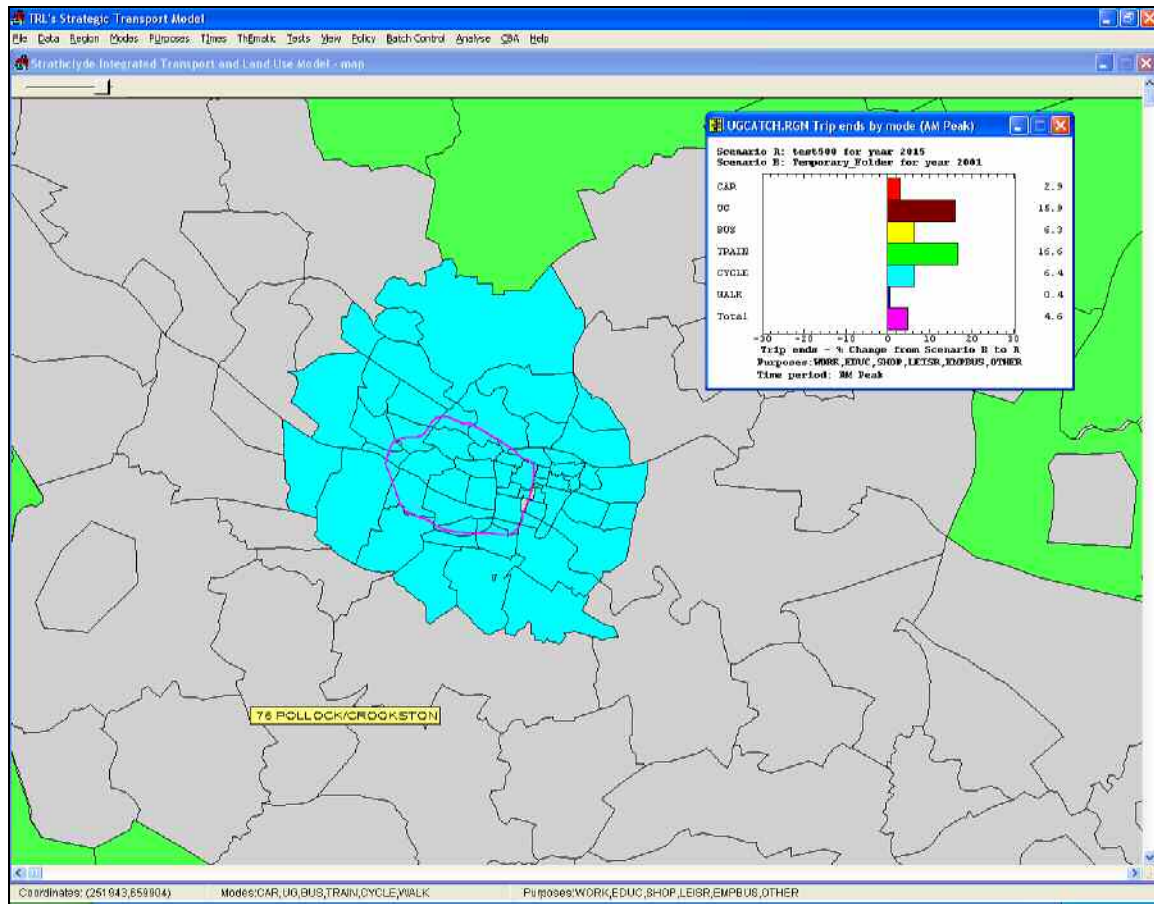 TRL's Strategic Transport Model
File Data Region Modes Purposes Times Thematic Tests View Policy Batch Control Analyse CBA Help
Strathclyde Integrated Transport and Land Use Model - map
UGCATCH.RGN Trip ends by mode (AM Peak)
Scenario A: test500 for year 2015
Scenario B: Temporary_Folder for year 2001
CAR 2.9
UG
BUS 6.3
TRAIN 16.6
CYCLE 6.4
WALK 0.4
Total 4.6
-30 -20 -10 0 10 20 30
Trip ends - % Change from Scenario B to A
Purposes:WORK,EDUC,SHOP,LEISR,EMPBUS,OTHER
Time period: AM Peak
76 POLLOCK/CROOKSTON
Coordinates: (251943,659904) Modes:CAR,UG,BUS,TRAIN,CYCLE,WALK Purposes:WORK,EDUC,SHOP,LEISR,EMPBUS,OTHER